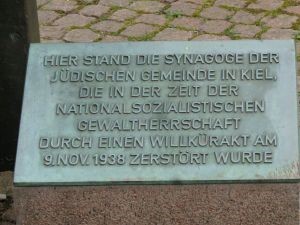 HIER STAND DIE SYNAGOGE DER
JÜDISCHEN GEMEINDE IN KIEL,
DIE IN DER ZEIT DER
NATIONALSOZIALISTISCHEN
GEWALTHERRSCHAFT
DURCH EINEN WILLKÜRAKT AM
9. NOV. 1938 ZERSTÖRT WURDE